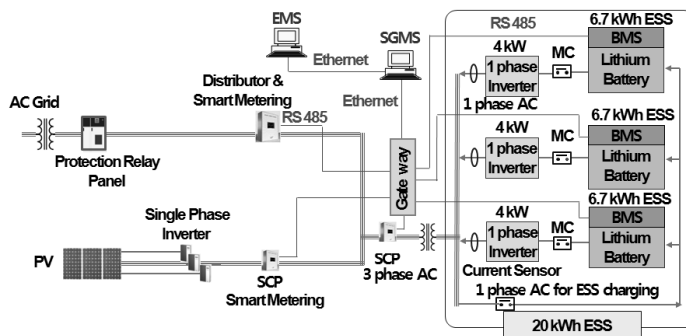 EMS
SGMS
Ethernet
Ethernet
RS 485
6.7 kWh ESS
BMS
Lithium
Battery
4 kW
1 phase
Inverter
MC
1 phase AC
Distributor &
Smart Metering
RS 485
AC Grid
Protection Relay
Panel
Gate way
4 kW
1 phase
Inverter
MC
6.7 kWh ESS
BMS
Lithium
Battery
Single Phase
Inverter
PV
SCP
Smart Metering
SCP
3 phase AC
4 kW
1 phase
Inverter
MC
6.7 kWh ESS
BMS
Lithium
Battery
Current Sensor
1 phase AC for ESS charging
20 kWh ESS